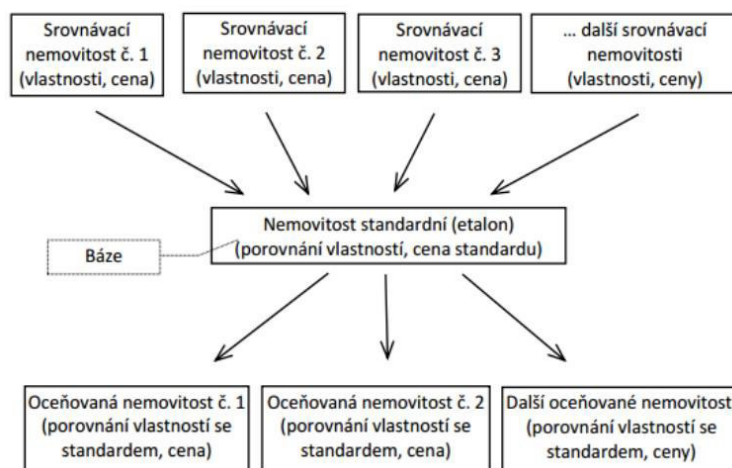 Srovnávací
nemovitost č. 1
(vlastnosti, cena)
Srovnávací
nemovitost č. 2
(vlastnosti, cena)
Srovnávací
nemovitost č. 3
(vlastnosti, cena)
... další srovnávací
nemovitosti
(vlastnosti, ceny)
Nemovitost standardní (etalon)
(porovnání vlastností, cena standardu)
Báze
Oceňovaná nemovitost č. 1
(porovnání vlastností se
standardem, cena)
Oceňovaná nemovitost č. 2
(porovnání vlastností se
standardem, cena)
Další oceňované nemovitost
(porovnání vlastností se
standardem, ceny)